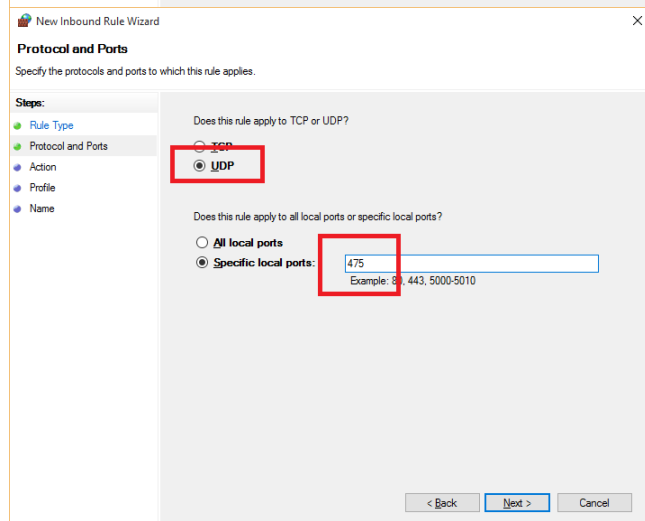 New Inbound Rule Wizard
Protocol and Ports
Specify the protocols and ports to which this rule applies.
Steps:
Rule Type
Protocol and Ports
Action
Profile
Name
Does this rule apply to TCP or UDP?
TCP
UDP
Does this rule apply to all local ports or specific local ports?
All local ports
Specific local ports:
475
Example: 80, 443, 5000-5010
< Back
Next >
Cancel